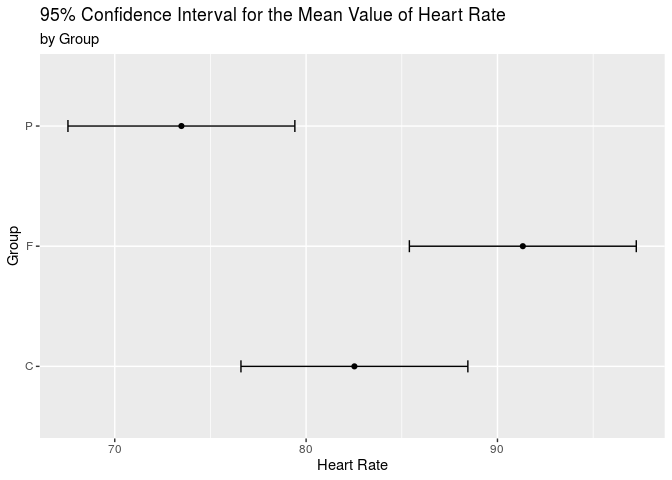 95% Confidence Interval for the Mean Value of Heart Rate
by Group
P
F
C
Group
70
80
90
Heart Rate